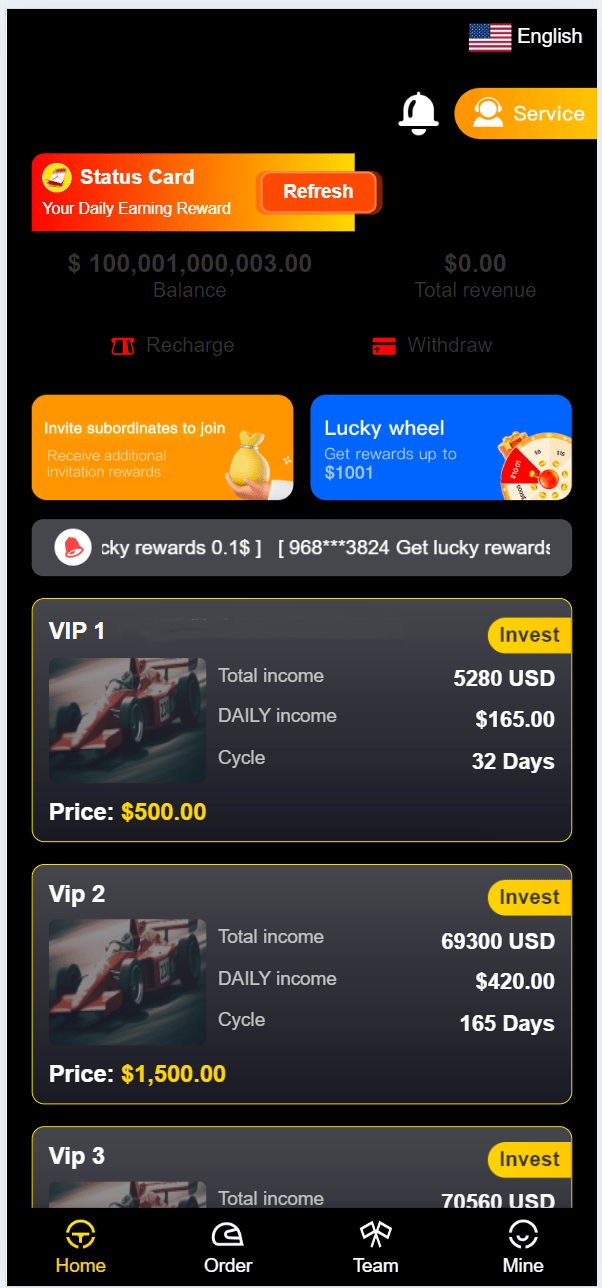 English
Service
Status Card
Your Daily Earning Reward
Refresh
$ 100,001,000,003.00
Balance
$0.00
Total revenue
Recharge
Withdraw
Invite subordinates to join
Receive additional
invitation rewards
Lucky wheel
Get rewards up to
$1001
cky rewards 0.1$ ] [ 968***3824 Get lucky rewards
VIP 1
Invest
Total income
5280 USD
DAILY income
$165.00
Cycle
32 Days
Price: $500.00
Vip 2
Invest
Total income
69300 USD
DAILY income
$420.00
Cycle
165 Days
Price: $1,500.00
Vip 3
Invest
Total income
70560 USD
Home
Order
Team
Mine